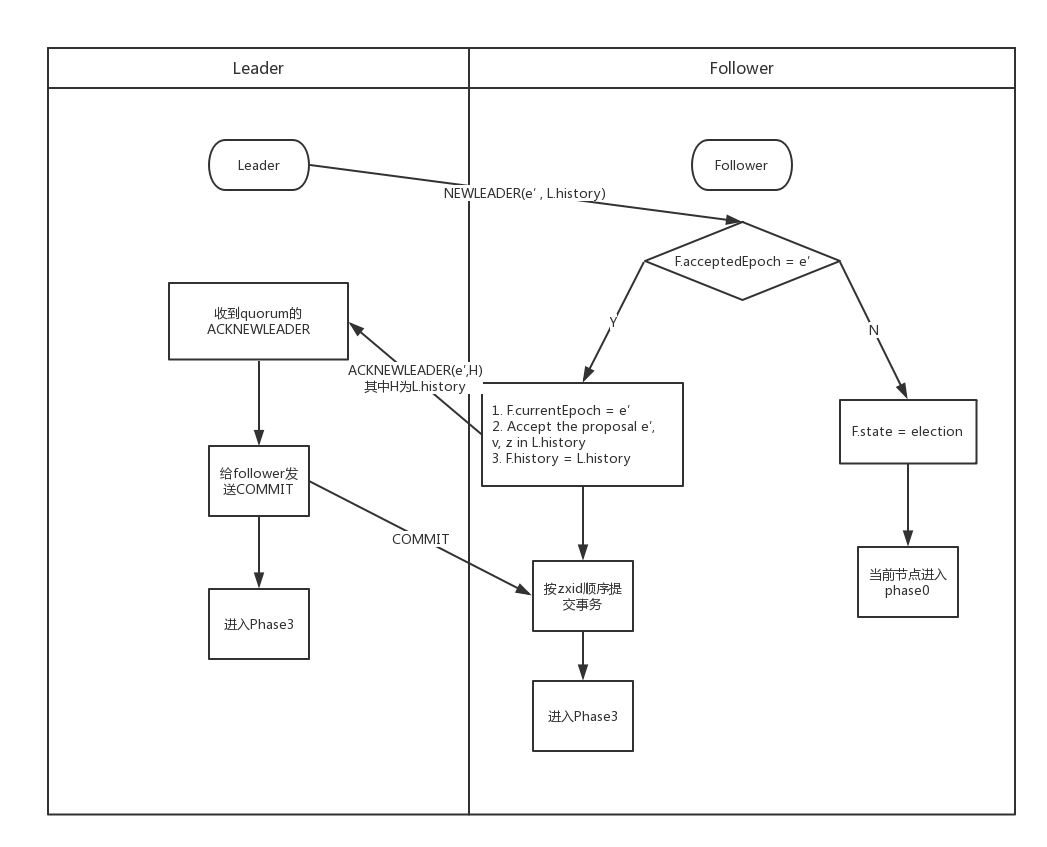 Leader
Follower
Leader
Follower
NEWLEADER(e′ , L.history)
F.acceptedEpoch = e′
收到quorum的
ACKNEWLEADER
Y
N
ACKNEWLEADER(e′,H)
其中H为L.history
1. F.currentEpoch = e′
2. Accept the proposal e′,
v, z in L.history
3. F.history = L.history
F.state = election
给follower发
送COMMIT
COMMIT
按zxid顺序提
交事务
当前节点进入
phase0
进入Phase3
进入Phase3